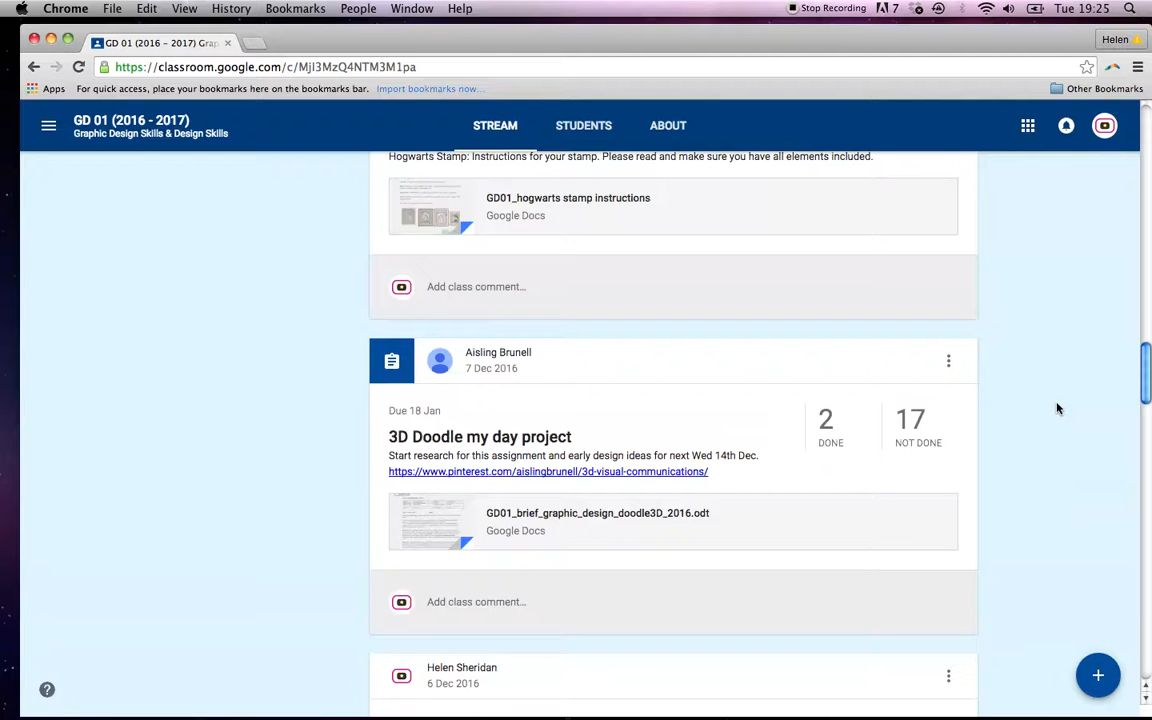 Chrome File Edit View History Bookmarks People Window Help Stop Recording 7 Tue 19:25
GD 01 (2016 – 2017) Grap Helen
https://classroom.google.com/c/MjI3MzQ4NTM3M1pa
Apps For quick access, place your bookmarks here on the bookmarks bar. Import bookmarks now... Other Bookmarks
GD 01 (2016 - 2017)
Graphic Design Skills & Design Skills
STREAM STUDENTS ABOUT
Hogwarts Stamp: Instructions for your stamp. Please read and make sure you have all elements included.
GD01_hogwarts stamp instructions
Google Docs
Add class comment...
Aisling Brunell
7 Dec 2016
Due 18 Jan
3D Doodle my day project
Start research for this assignment and early design ideas for next Wed 14th Dec.
https://www.pinterest.com/aislingbrunell/3d-visual-communications/
2 DONE
17 NOT DONE
GD01_brief_graphic_design_doodle3D_2016.odt
Google Docs
Add class comment...
Helen Sheridan
6 Dec 2016